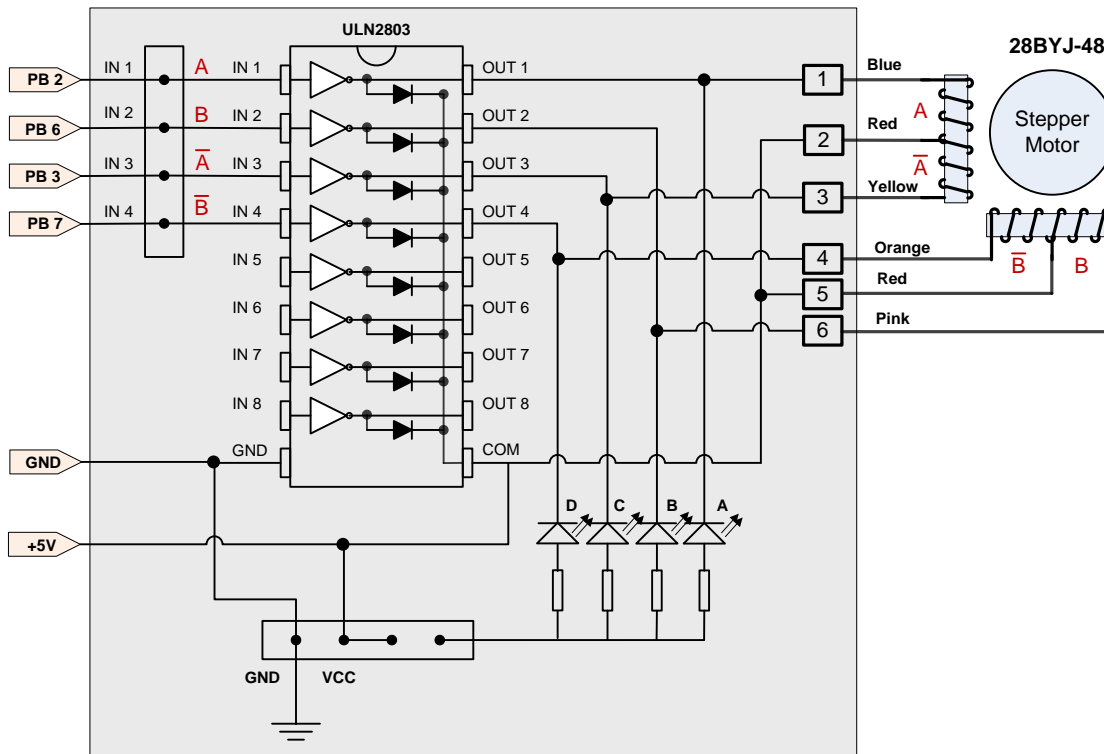 ULN2803
28BYJ-48
PB 2 IN 1 A IN 1 OUT 1 1 Blue
PB 6 IN 2 B IN 2 OUT 2 2 Red
A
Stepper Motor
PB 3 IN 3 A̅ IN 3 OUT 3 3 Yellow
A̅
PB 7 IN 4 B̅ IN 4 OUT 4 4 Orange
B̅ B
IN 5 OUT 5 5 Red
IN 6 OUT 6 6 Pink
IN 7 OUT 7
IN 8 OUT 8
GND GND COM
D C B A
+5V
GND VCC